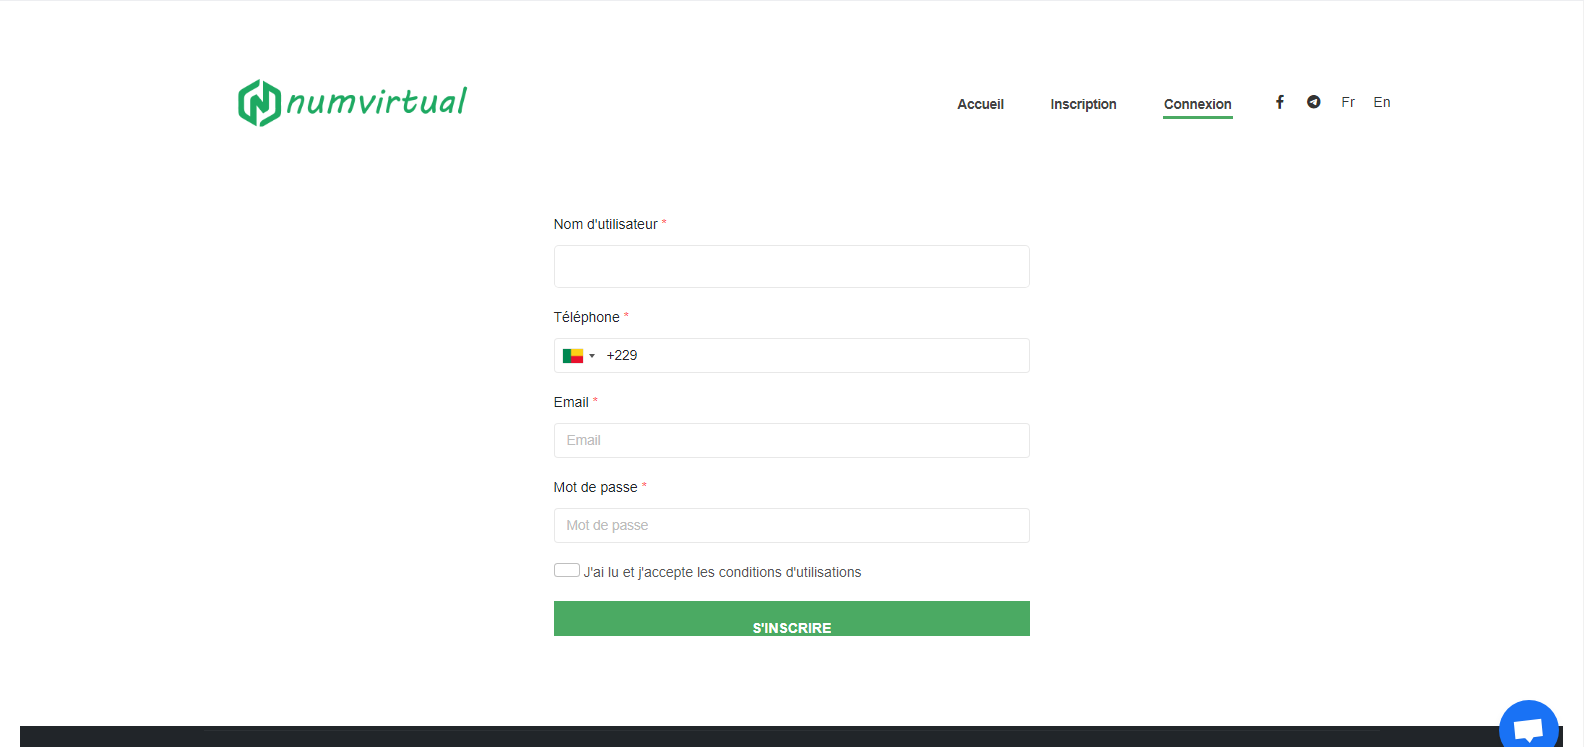 numvirtual
Accueil Inscription Connexion Fr En
Nom d'utilisateur *
Téléphone *
+229
Email *
Email
Mot de passe *
Mot de passe
J'ai lu et j'accepte les conditions d'utilisations
S'INSCRIRE